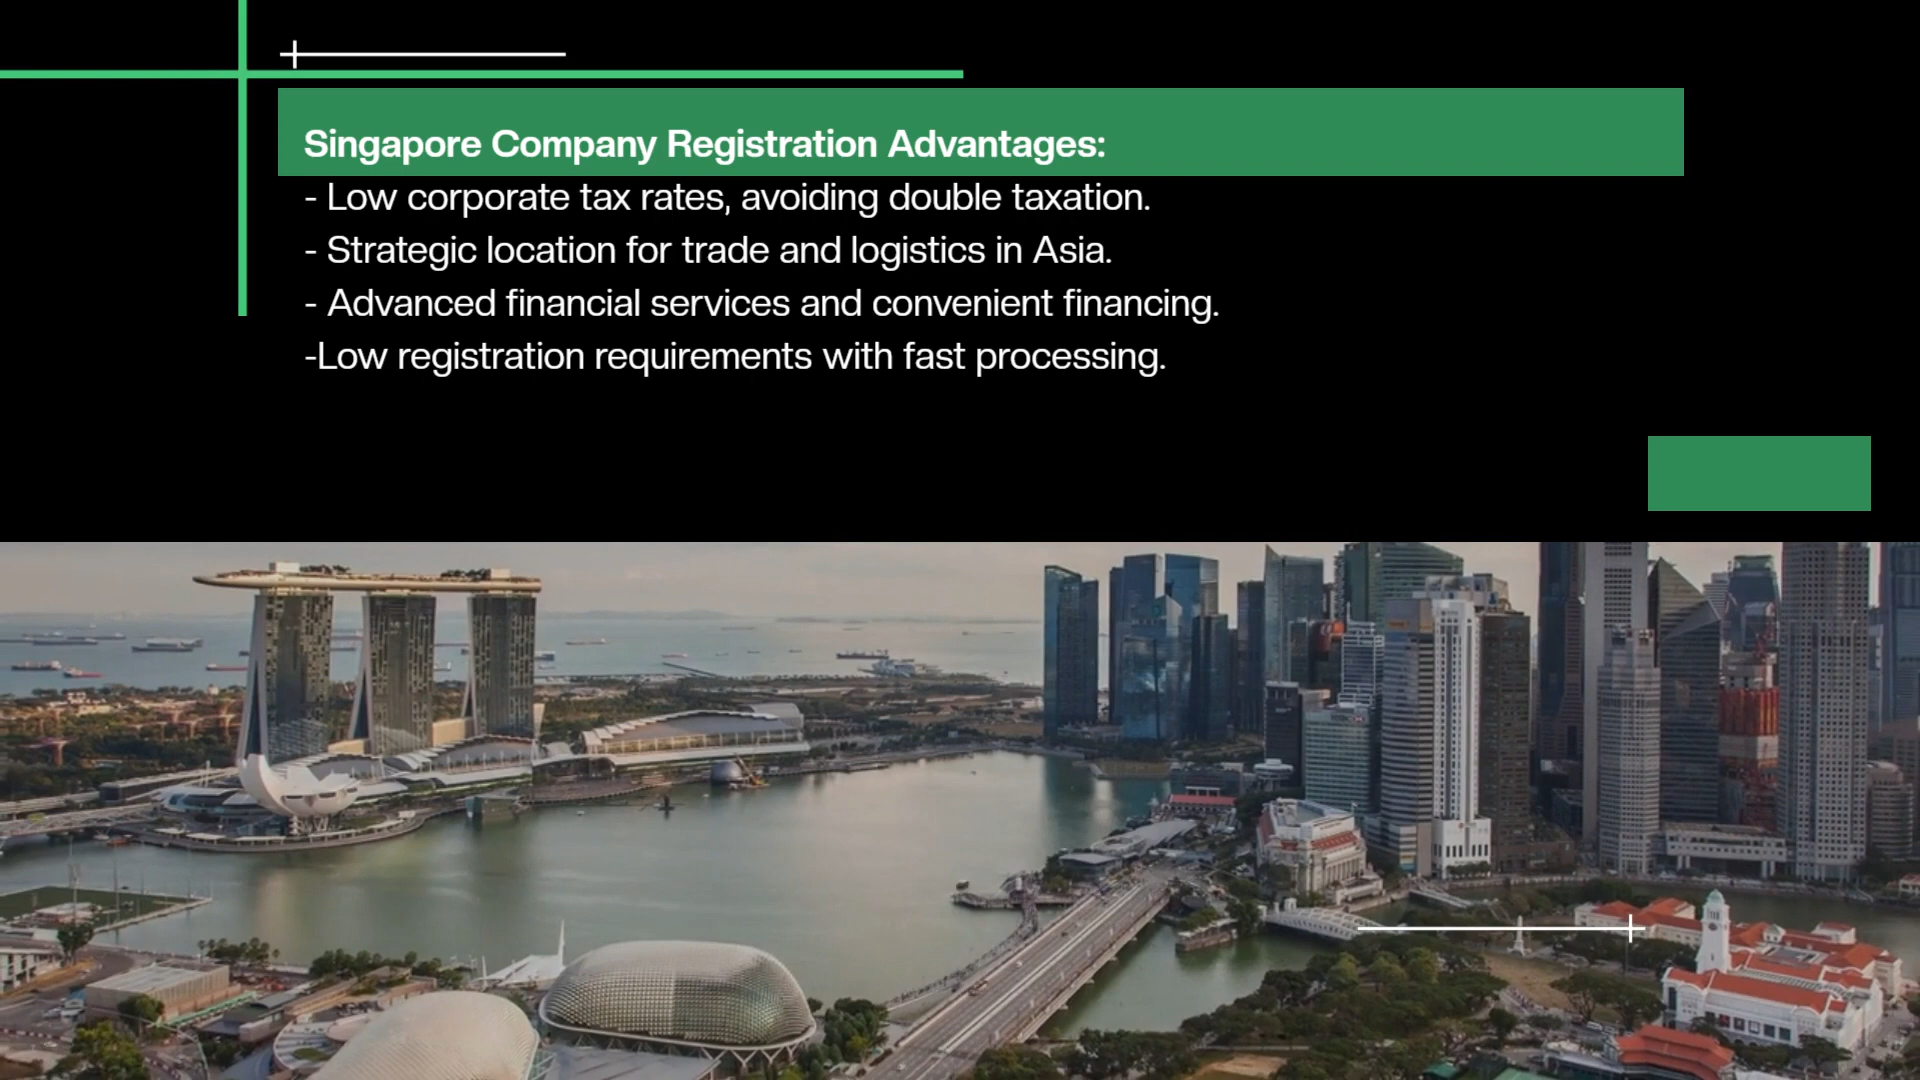 Singapore Company Registration Advantages:
- Low corporate tax rates, avoiding double taxation.
- Strategic location for trade and logistics in Asia.
- Advanced financial services and convenient financing.
-Low registration requirements with fast processing.